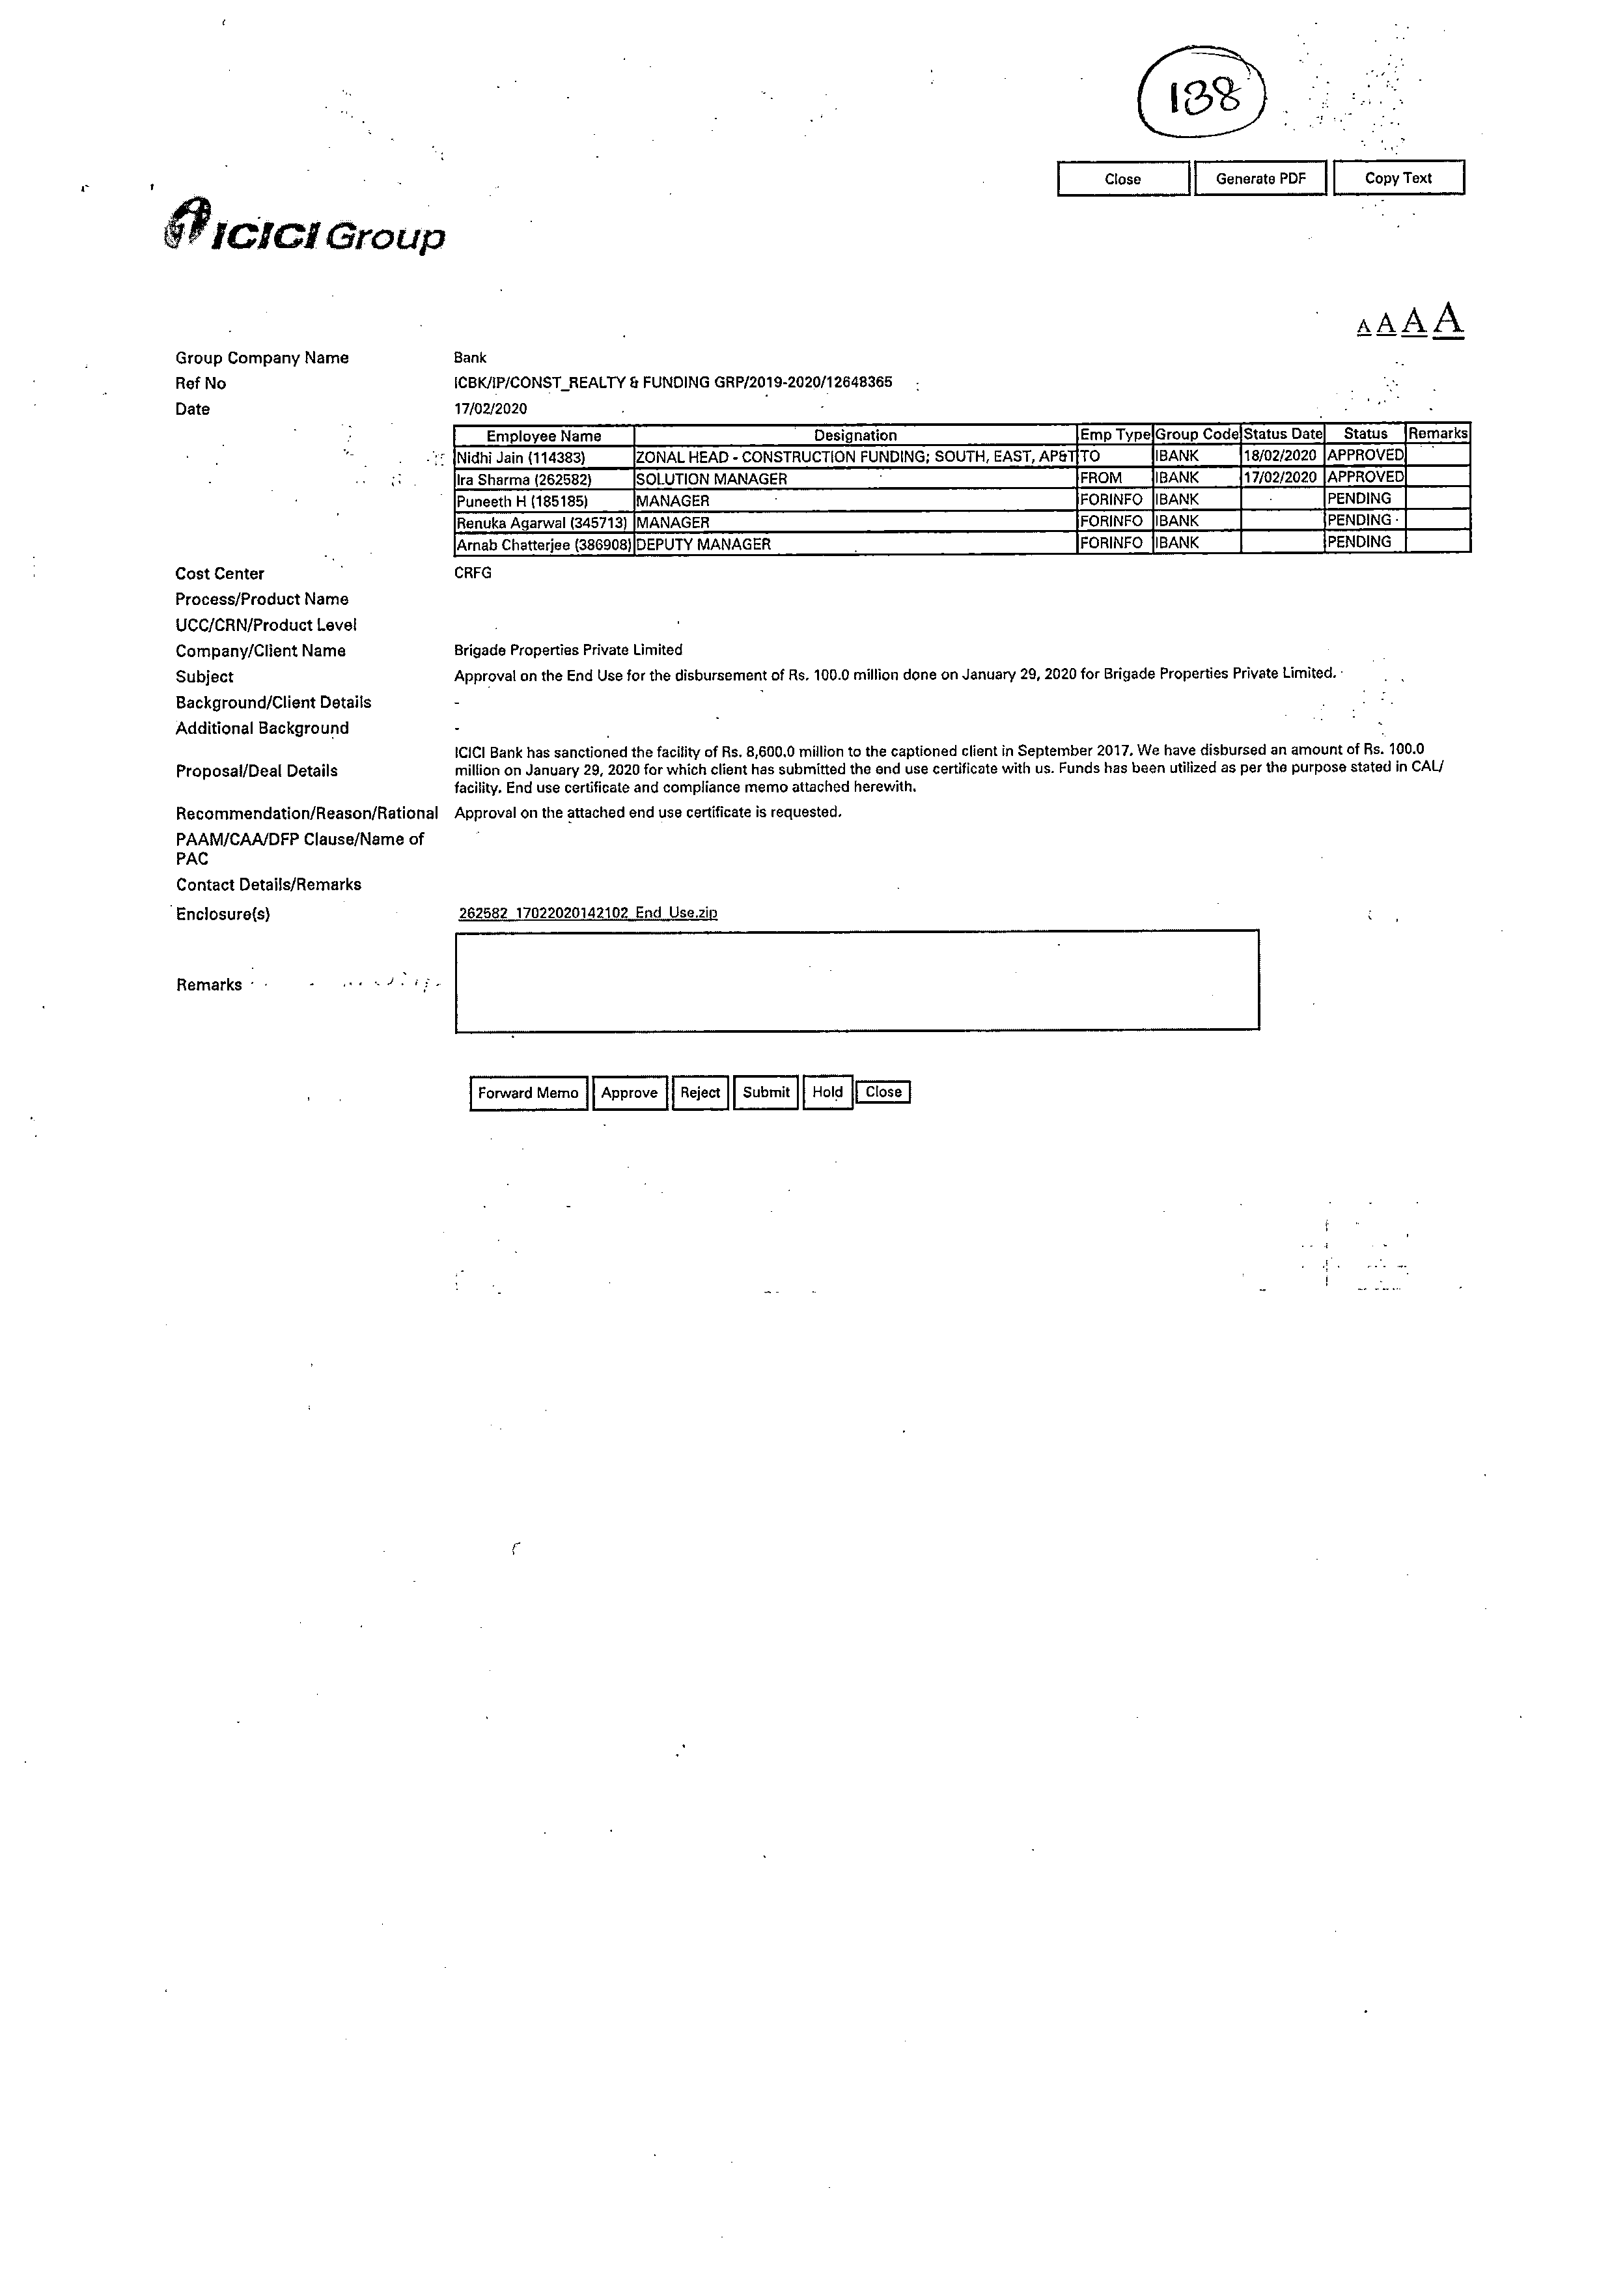 138
Close Generate PDF Copy Text
ICICI Group
A A A A
Group Company Name Bank
Ref No ICBK/IP/CONST_REALTY & FUNDING GRP/2019-2020/12648365
Date 17/02/2020
Employee Name Designation Emp Type Group Code Status Date Status Remarks
Nidhi Jain (114383) ZONAL HEAD - CONSTRUCTION FUNDING; SOUTH, EAST, AP&T TO IBANK 18/02/2020 APPROVED
Ira Sharma (262582) SOLUTION MANAGER FROM IBANK 17/02/2020 APPROVED
Puneeth H (185185) MANAGER FORINFO IBANK PENDING
Renuka Agarwal (345713) MANAGER FORINFO IBANK PENDING
Arnab Chatterjee (386908) DEPUTY MANAGER FORINFO IBANK PENDING
Cost Center CRFG
Process/Product Name
UCC/CRN/Product Level
Company/Client Name Brigade Properties Private Limited
Subject Approval on the End Use for the disbursement of Rs. 100.0 million done on January 29, 2020 for Brigade Properties Private Limited.
Background/Client Details -
Additional Background -
Proposal/Deal Details ICICI Bank has sanctioned the facility of Rs. 8,600.0 million to the captioned client in September 2017. We have disbursed an amount of Rs. 100.0
million on January 29, 2020 for which client has submitted the end use certificate with us. Funds has been utilized as per the purpose stated in CAL/
facility. End use certificate and compliance memo attached herewith.
Recommendation/Reason/Rational Approval on the attached end use certificate is requested.
PAAM/CAA/DFP Clause/Name of
PAC
Contact Details/Remarks
Enclosure(s) 262582_17022020142102_End_Use.zip
Remarks
Forward Memo Approve Reject Submit Hold Close